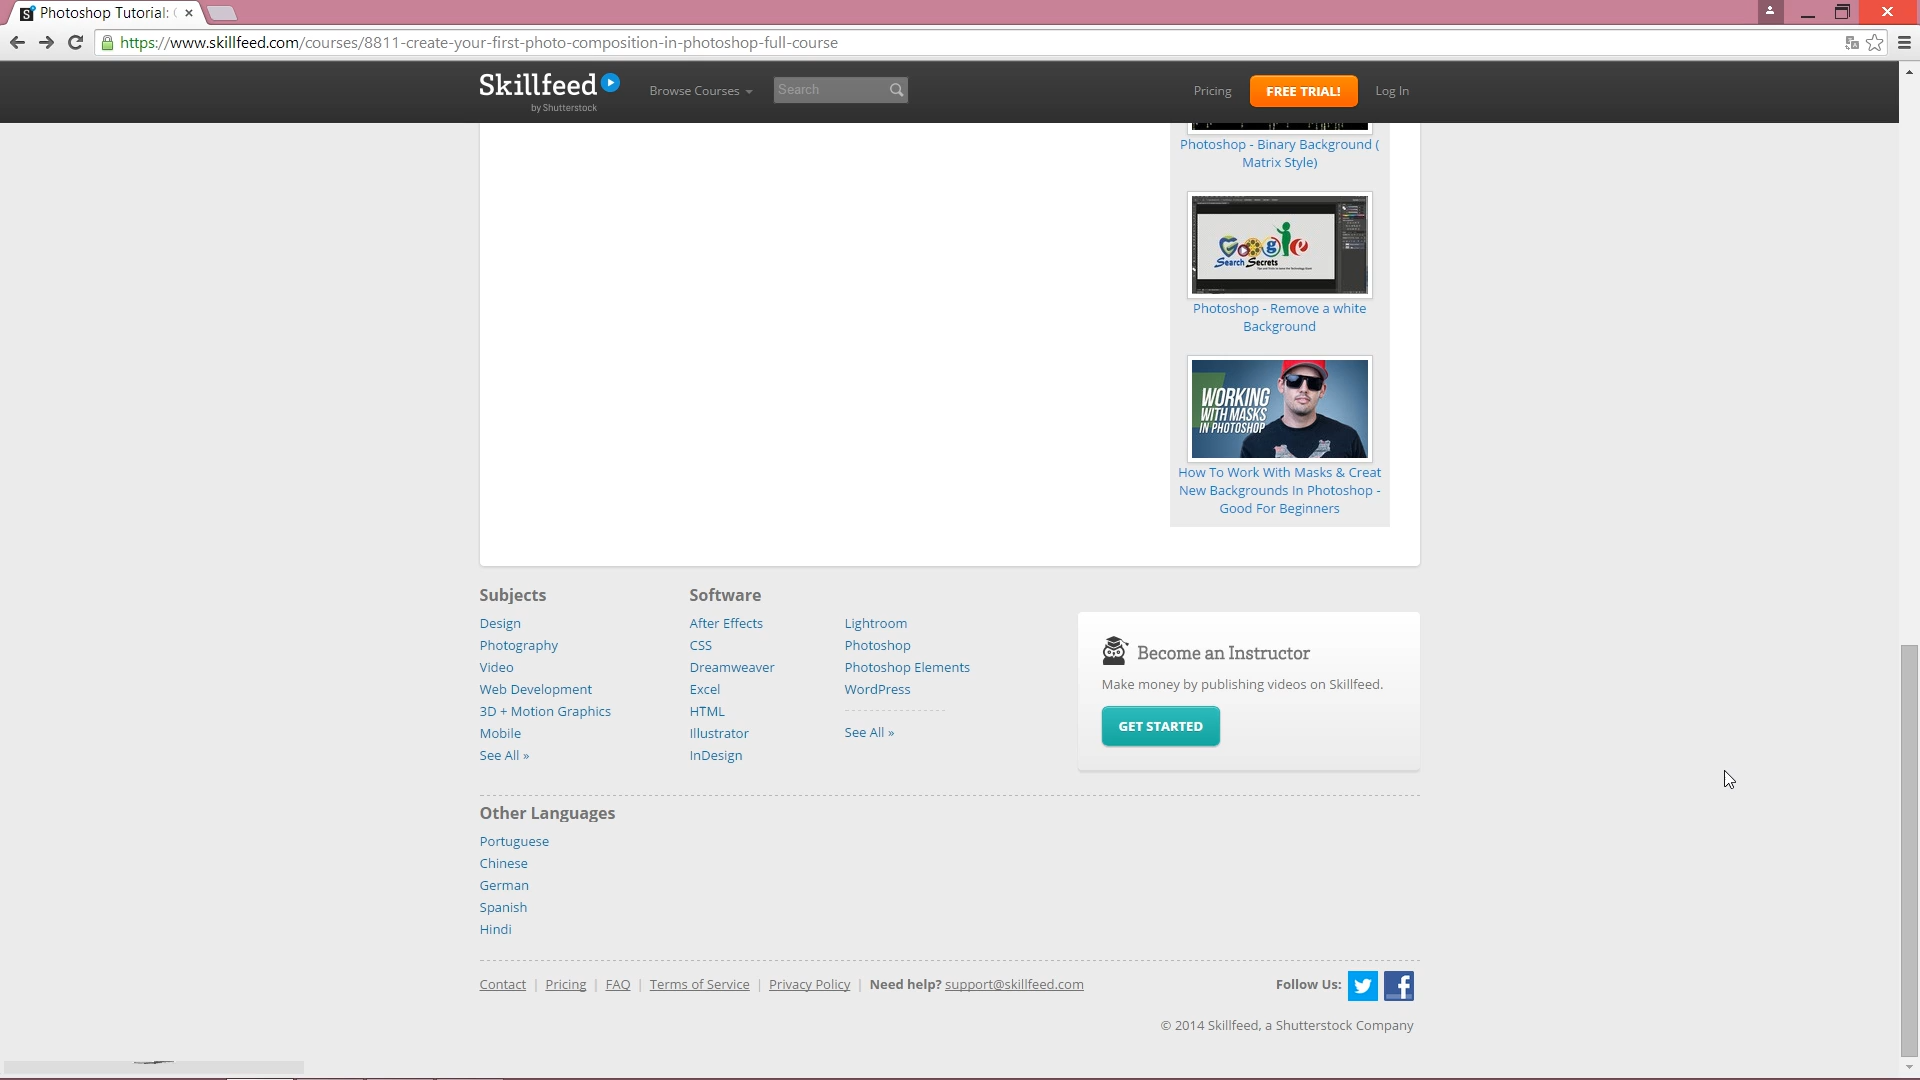 Photoshop Tutorial:
https://www.skillfeed.com/courses/8811-create-your-first-photo-composition-in-photoshop-full-course
Skillfeed
by Shutterstock
Browse Courses
Search
Pricing
FREE TRIAL!
Log In
Photoshop - Binary Background (
Matrix Style)
Google
Search Secrets
Photoshop - Remove a white
Background
WORKING
WITH MASKS
IN PHOTOSHOP
How To Work With Masks & Creat
New Backgrounds In Photoshop -
Good For Beginners
Subjects
Design
Photography
Video
Web Development
3D + Motion Graphics
Mobile
See All »
Software
After Effects
CSS
Dreamweaver
Excel
HTML
Illustrator
InDesign
Lightroom
Photoshop
Photoshop Elements
WordPress
See All »
Become an Instructor
Make money by publishing videos on Skillfeed.
GET STARTED
Other Languages
Portuguese
Chinese
German
Spanish
Hindi
Contact | Pricing | FAQ | Terms of Service | Privacy Policy | Need help? support@skillfeed.com
Follow Us:
© 2014 Skillfeed, a Shutterstock Company